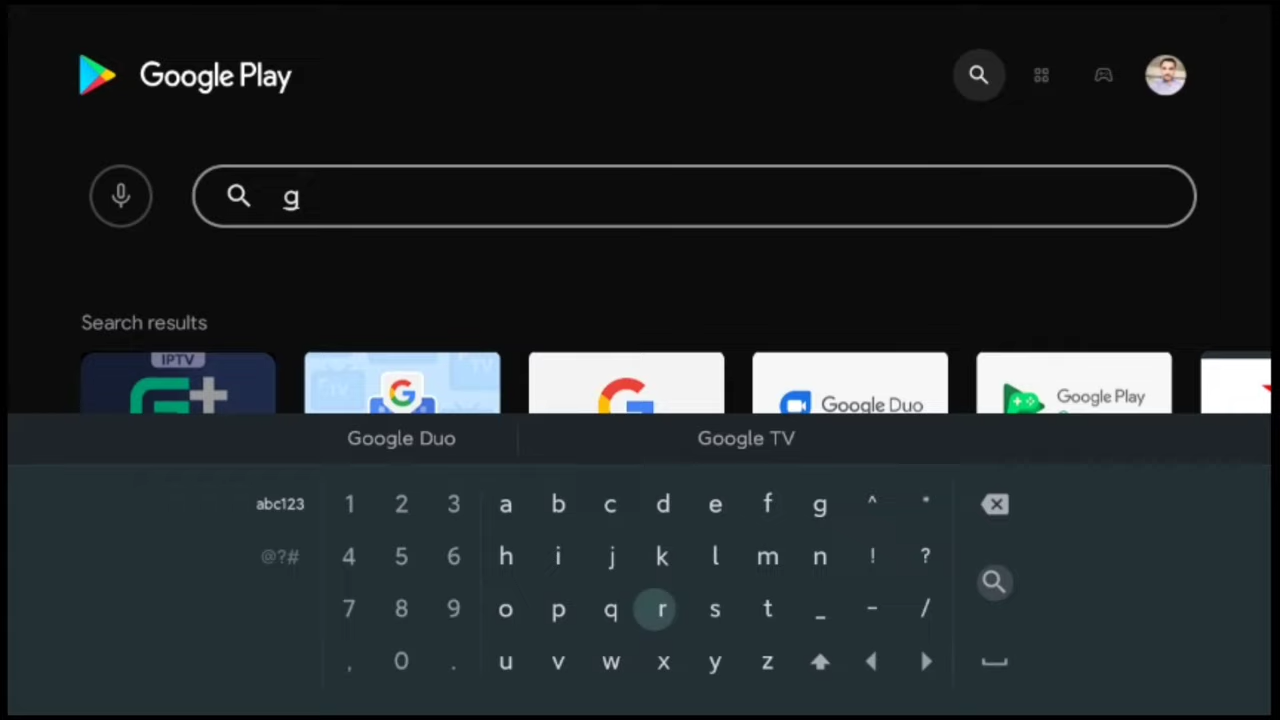 Google Play
g
Search results
IPTV
G+
G
G
Google Duo
Google Play
Google Duo
Google TV
abc123 1 2 3 a b c d e f g ^ *
@?# 4 5 6 h i j k l m n ! ?
7 8 9 o p q r s t _ - /
, 0 . u v w x y z